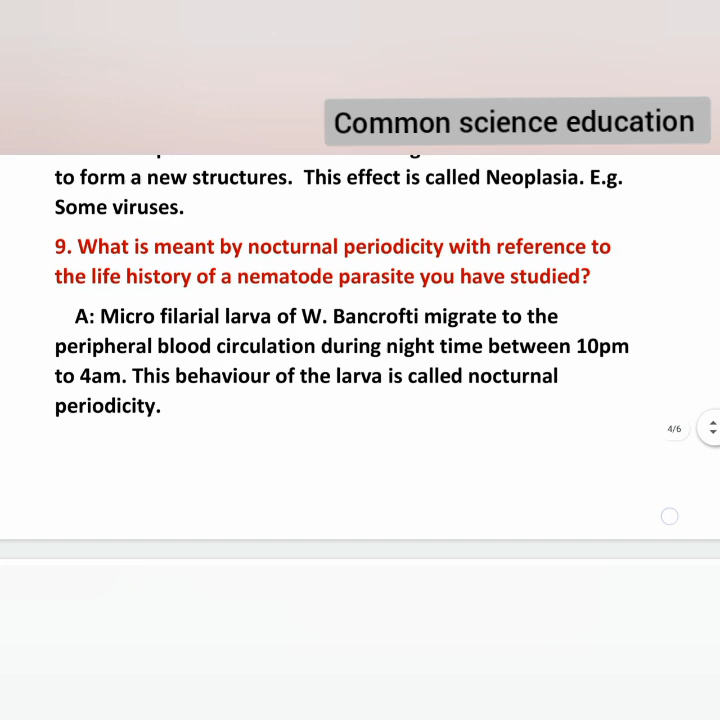 Common science education
to form a new structures. This effect is called Neoplasia. E.g.
Some viruses.
9. What is meant by nocturnal periodicity with reference to
the life history of a nematode parasite you have studied?
A: Micro filarial larva of W. Bancrofti migrate to the
peripheral blood circulation during night time between 10pm
to 4am. This behaviour of the larva is called nocturnal
periodicity.
4/6